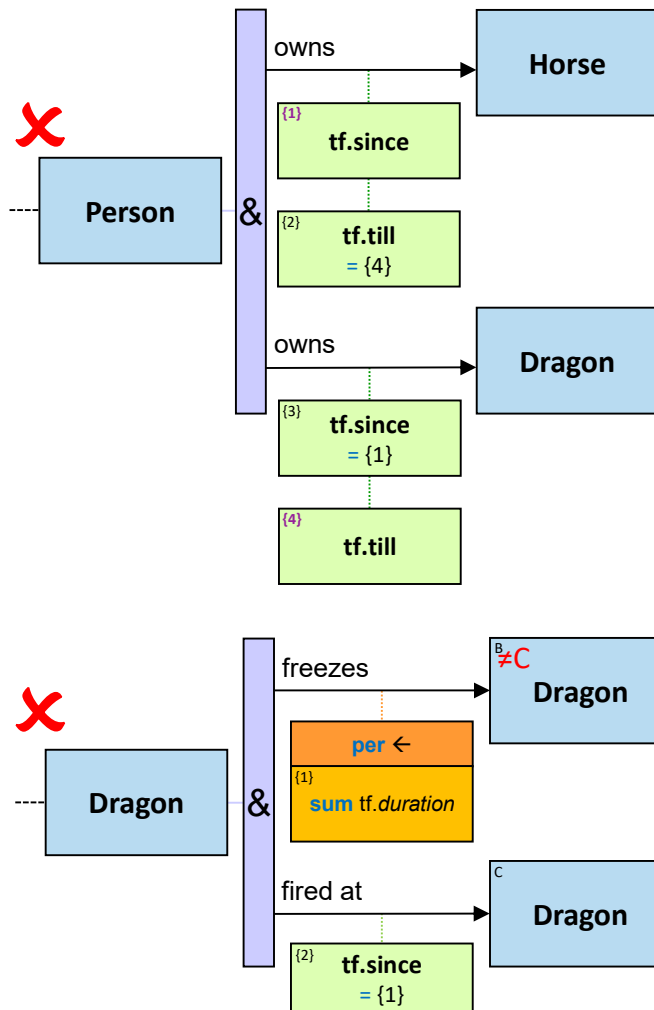 owns
Horse
{1}
tf.since
Person
&
{2}
tf.till
= {4}
owns
Dragon
{3}
tf.since
= {1}
{4}
tf.till
freezes
B
≠C
Dragon
per ←
{1}
sum tf.duration
Dragon
&
fired at
C
Dragon
{2}
tf.since
= {1}